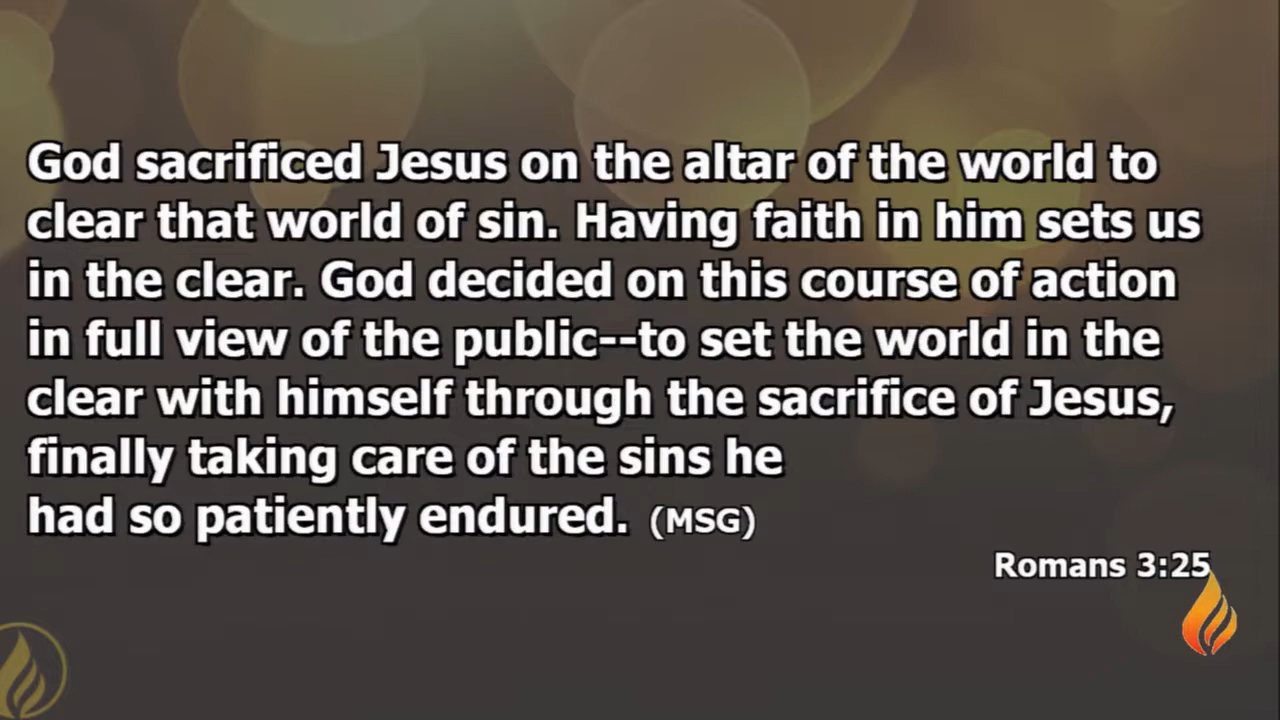 God sacrificed Jesus on the altar of the world to
clear that world of sin. Having faith in him sets us
in the clear. God decided on this course of action
in full view of the public--to set the world in the
clear with himself through the sacrifice of Jesus,
finally taking care of the sins he
had so patiently endured. (MSG)
Romans 3:25